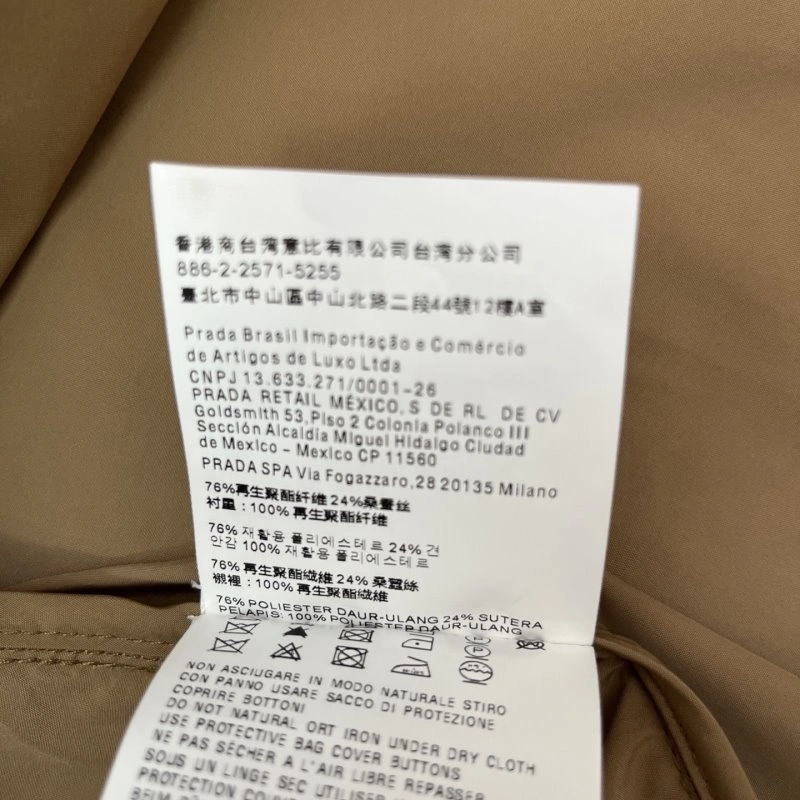 香港商台灣意比有限公司台灣分公司
886-2-2571-5255
臺北市中山區中山北路二段44號12樓A室
Prada Brasil Importação e Comércio
de Artigos de Luxo Ltda
CNPJ 13.633.271/0001-26
PRADA RETAIL MÉXICO, S DE RL DE CV
Goldsmith 53, Piso 2 Colonia Polanco III
Sección Alcaldía Miguel Hidalgo Ciudad
de Mexico - Mexico CP 11560
PRADA SPA Via Fogazzaro, 28 20135 Milano
76%再生聚酯纤维 24%桑蚕丝
衬里：100%再生聚酯纤维
76% 재활용 폴리에스테르 24% 견
안감 100% 재활용 폴리에스테르
76%再生聚酯纖維 24%桑蠶絲
襯裡：100%再生聚酯纖維
76% POLIESTER DAUR-ULANG 24% SUTERA
PELAPIS: 100% POLIESTER DAUR-ULANG
NON ASCIUGARE IN MODO NATURALE STIRO
CON PANNO USARE SACCO DI PROTEZIONE
COPRIRE BOTTONI
DO NOT NATURAL ORT IRON UNDER DRY CLOTH
USE PROTECTIVE BAG COVER BUTTONS
NE PAS SÉCHER A L'AIR LIBRE REPASSER
SOUS UN LINGE SEC UTILISER
PROTECTION